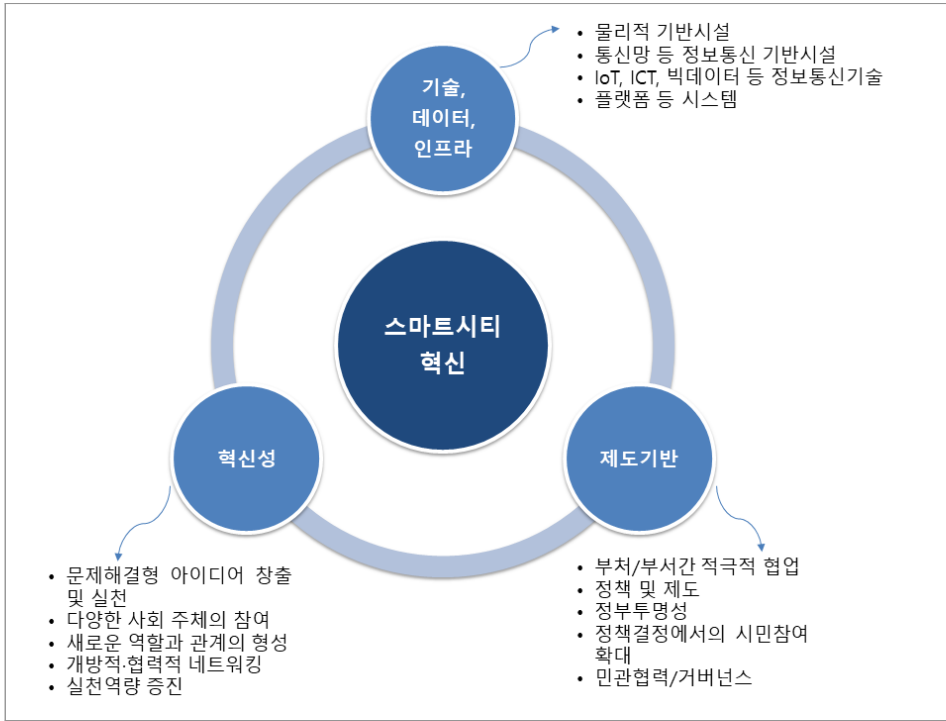 기술,
데이터,
인프라
• 물리적 기반시설
• 통신망 등 정보통신 기반시설
• IoT, ICT, 빅데이터 등 정보통신기술
• 플랫폼 등 시스템
스마트시티
혁신
혁신성
• 문제해결형 아이디어 창출
및 실천
• 다양한 사회 주체의 참여
• 새로운 역할과 관계의 형성
• 개방적·협력적 네트워킹
• 실천역량 증진
제도기반
• 부처/부서간 적극적 협업
• 정책 및 제도
• 정부투명성
• 정책결정에서의 시민참여
확대
• 민관협력/거버넌스